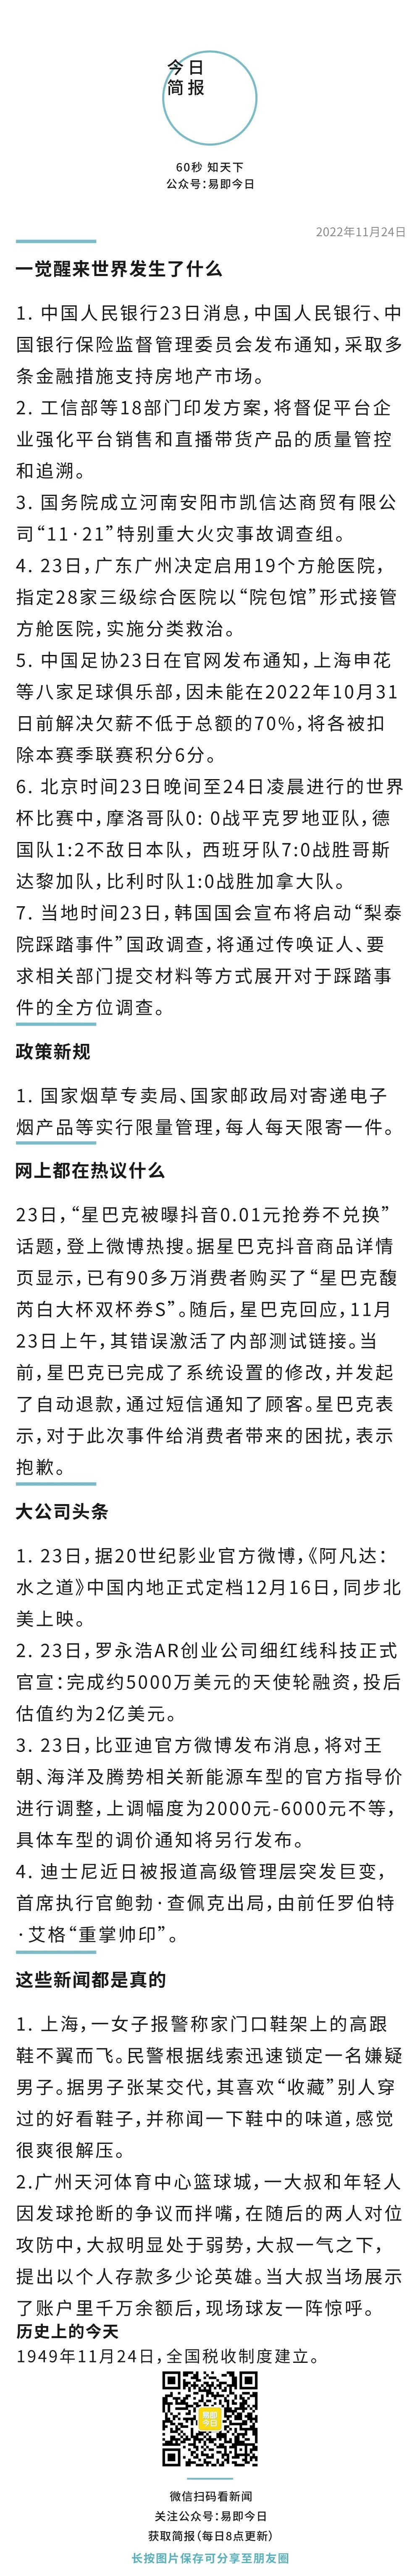 今日
简报
60秒 知天下
公众号:易即今日
2022年11月24日
一觉醒来世界发生了什么
1. 中国人民银行23日消息,中国人民银行、中
国银行保险监督管理委员会发布通知,采取多
条金融措施支持房地产市场。
2. 工信部等18部门印发方案,将督促平台企
业强化平台销售和直播带货产品的质量管控
和追溯。
3. 国务院成立河南安阳市凯信达商贸有限公
司“11·21”特别重大火灾事故调查组。
4. 23日,广东广州决定启用19个方舱医院,
指定28家三级综合医院以“院包馆”形式接管
方舱医院,实施分类救治。
5. 中国足协23日在官网发布通知,上海申花
等八家足球俱乐部,因未能在2022年10月31
日前解决欠薪不低于总额的70%,将各被扣
除本赛季联赛积分6分。
6. 北京时间23日晚间至24日凌晨进行的世界
杯比赛中,摩洛哥队0: 0战平克罗地亚队,德
国队1:2不敌日本队, 西班牙队7:0战胜哥斯
达黎加队,比利时队1:0战胜加拿大队。
7. 当地时间23日,韩国国会宣布将启动“梨泰
院踩踏事件”国政调查,将通过传唤证人、要
求相关部门提交材料等方式展开对于踩踏事
件的全方位调查。
政策新规
1. 国家烟草专卖局、国家邮政局对寄递电子
烟产品等实行限量管理,每人每天限寄一件。
网上都在热议什么
23日,“星巴克被曝抖音0.01元抢券不兑换”
话题,登上微博热搜。据星巴克抖音商品详情
页显示,已有90多万消费者购买了“星巴克馥
芮白大杯双杯券S”。随后,星巴克回应,11月
23日上午,其错误激活了内部测试链接。当
前,星巴克已完成了系统设置的修改,并发起
了自动退款,通过短信通知了顾客。星巴克表
示,对于此次事件给消费者带来的困扰,表示
抱歉。
大公司头条
1. 23日,据20世纪影业官方微博,《阿凡达:
水之道》中国内地正式定档12月16日,同步北
美上映。
2. 23日,罗永浩AR创业公司细红线科技正式
官宣:完成约5000万美元的天使轮融资,投后
估值约为2亿美元。
3. 23日,比亚迪官方微博发布消息,将对王
朝、海洋及腾势相关新能源车型的官方指导价
进行调整,上调幅度为2000元-6000元不等,
具体车型的调价通知将另行发布。
4. 迪士尼近日被报道高级管理层突发巨变,
首席执行官鲍勃·查佩克出局,由前任罗伯特
·艾格“重掌帅印”。
这些新闻都是真的
1. 上海,一女子报警称家门口鞋架上的高跟
鞋不翼而飞。民警根据线索迅速锁定一名嫌疑
男子。据男子张某交代,其喜欢“收藏”别人穿
过的好看鞋子,并称闻一下鞋中的味道,感觉
很爽很解压。
2.广州天河体育中心篮球城,一大叔和年轻人
因发球抢断的争议而拌嘴,在随后的两人对位
攻防中,大叔明显处于弱势,大叔一气之下,
提出以个人存款多少论英雄。当大叔当场展示
了账户里千万余额后,现场球友一阵惊呼。
历史上的今天
1949年11月24日,全国税收制度建立。
易即
今日
微信扫码看新闻
关注公众号:易即今日
获取简报(每日8点更新)
长按图片保存可分享至朋友圈